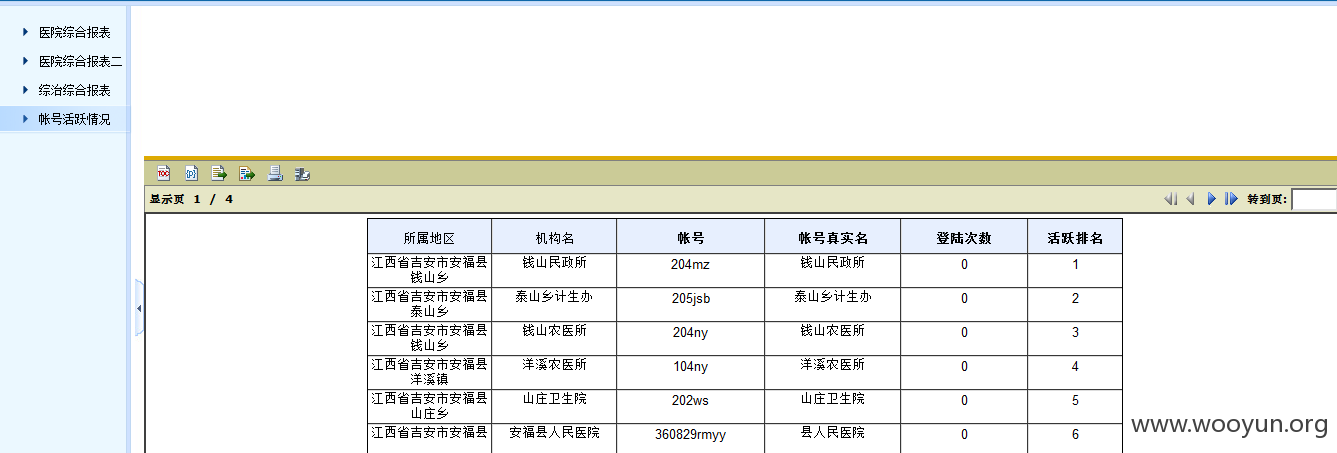 医院综合报表
医院综合报表二
综治综合报表
帐号活跃情况
TOC
显示页 1 / 4
转到页:
所属地区 机构名 帐号 帐号真实名 登陆次数 活跃排名
江西省吉安市安福县 钱山民政所 204mz 钱山民政所 0 1
钱山乡
江西省吉安市安福县 泰山乡计生办 205jsb 泰山乡计生办 0 2
泰山乡
江西省吉安市安福县 钱山农医所 204ny 钱山农医所 0 3
钱山乡
江西省吉安市安福县 洋溪农医所 104ny 洋溪农医所 0 4
洋溪镇
江西省吉安市安福县 山庄卫生院 202ws 山庄卫生院 0 5
山庄乡
江西省吉安市安福县 安福县人民医院 360829rmyy 县人民医院 0 6
www.wooyun.org